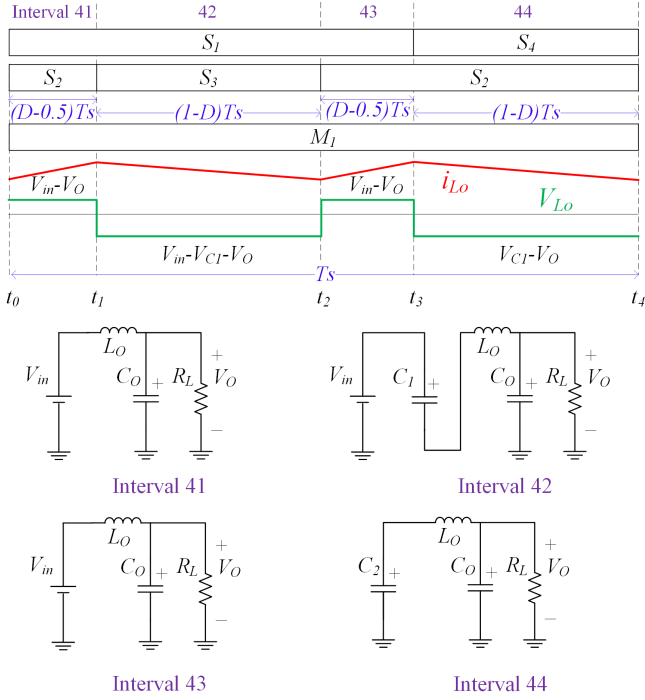 Interval 41 42 43 44
S1 S4
S2 S3 S2
(D-0.5)Ts (1-D)Ts (D-0.5)Ts (1-D)Ts
M1
Vin-VO Vin-VO iLo
VLo
Vin-VC1-VO VC1-VO
Ts
t0 t1 t2 t3 t4
LO LO
Vin CO + RL + VO − Vin C1 + CO + RL + VO −
Interval 41 Interval 42
LO LO
Vin CO + RL + VO − C2 + CO + RL + VO −
Interval 43 Interval 44